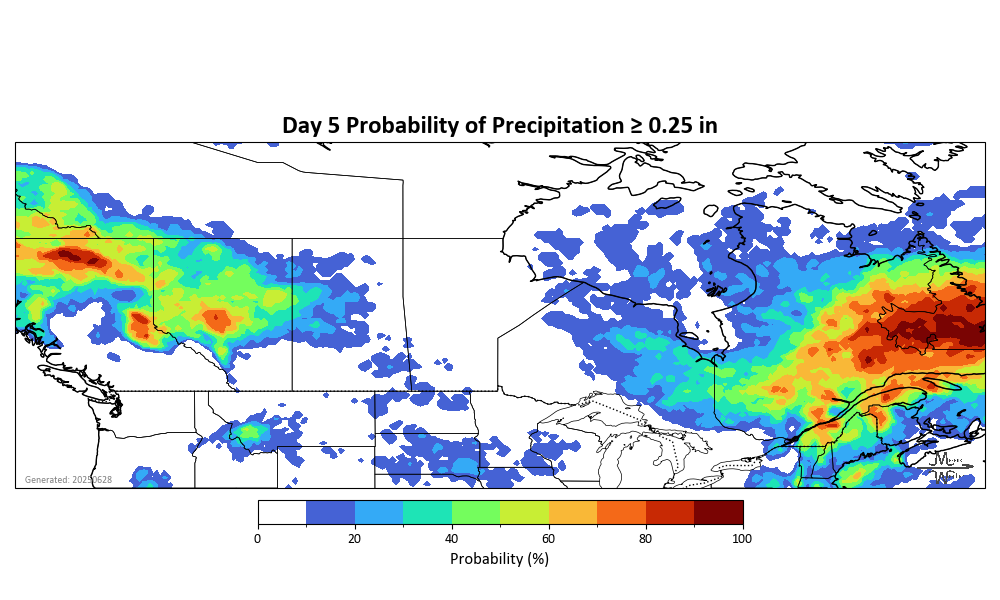 Day 5 Probability of Precipitation ≥ 0.25 in
Generated: 20250628
0 20 40 60 80 100
Probability (%)